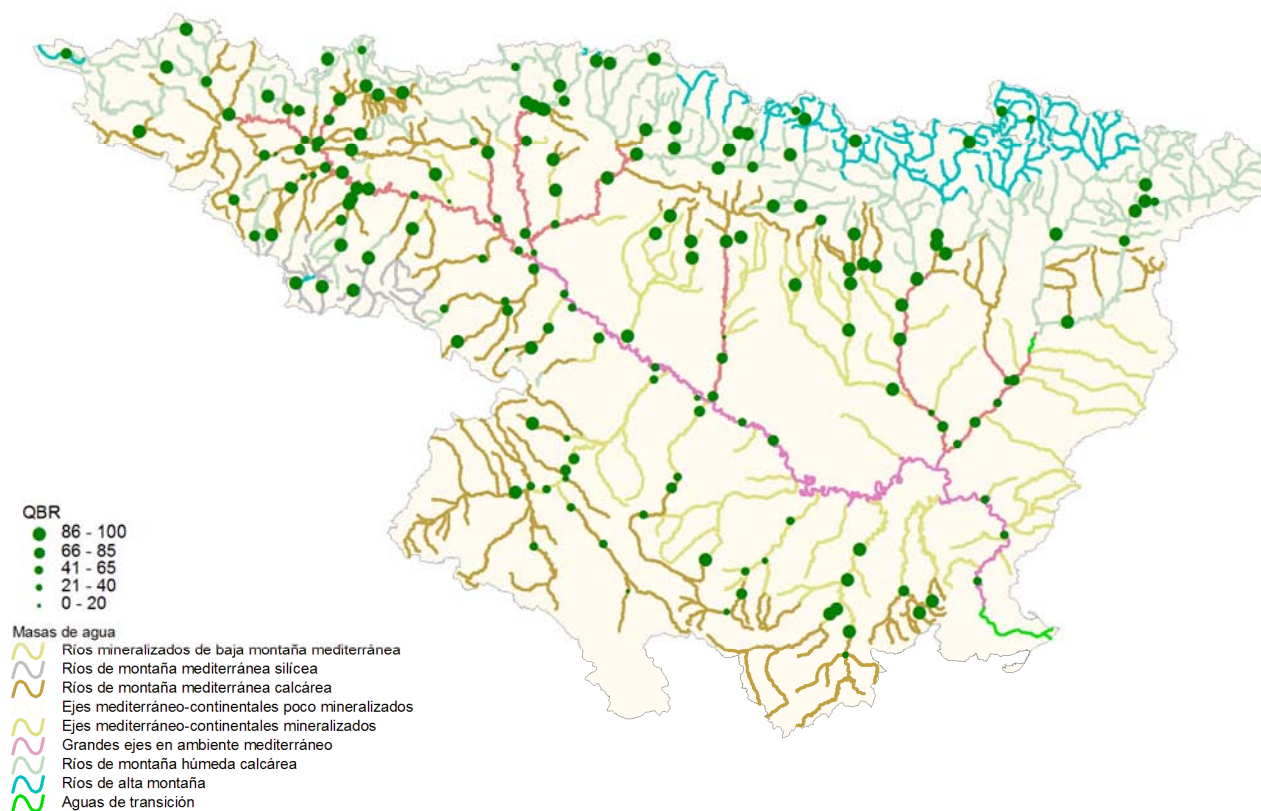 QBR
86 - 100
66 - 85
41 - 65
21 - 40
0 - 20
Masas de agua
Ríos mineralizados de baja montaña mediterránea
Ríos de montaña mediterránea silícea
Ríos de montaña mediterránea calcárea
Ejes mediterráneo-continentales poco mineralizados
Ejes mediterráneo-continentales mineralizados
Grandes ejes en ambiente mediterráneo
Ríos de montaña húmeda calcárea
Ríos de alta montaña
Aguas de transición